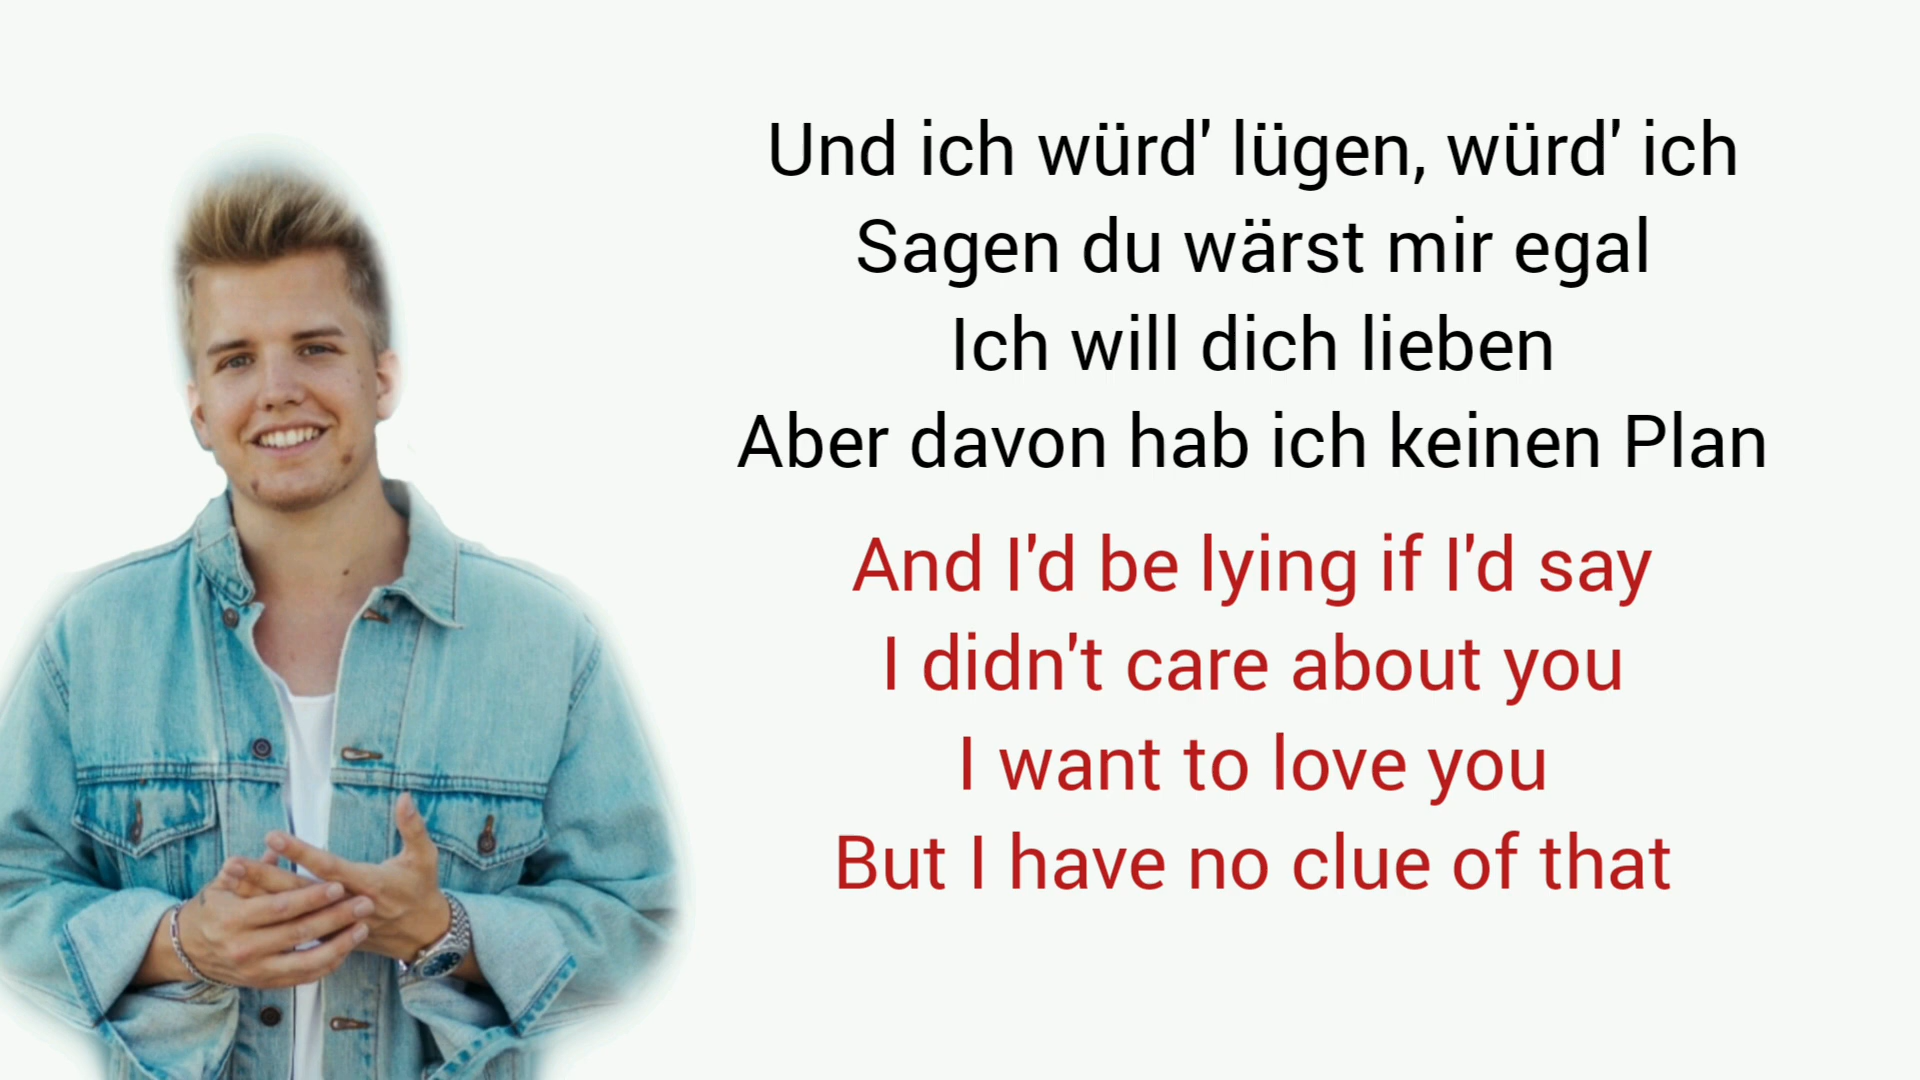 Und ich würd' lügen, würd' ich
Sagen du wärst mir egal
Ich will dich lieben
Aber davon hab ich keinen Plan
And I'd be lying if I'd say
I didn't care about you
I want to love you
But I have no clue of that